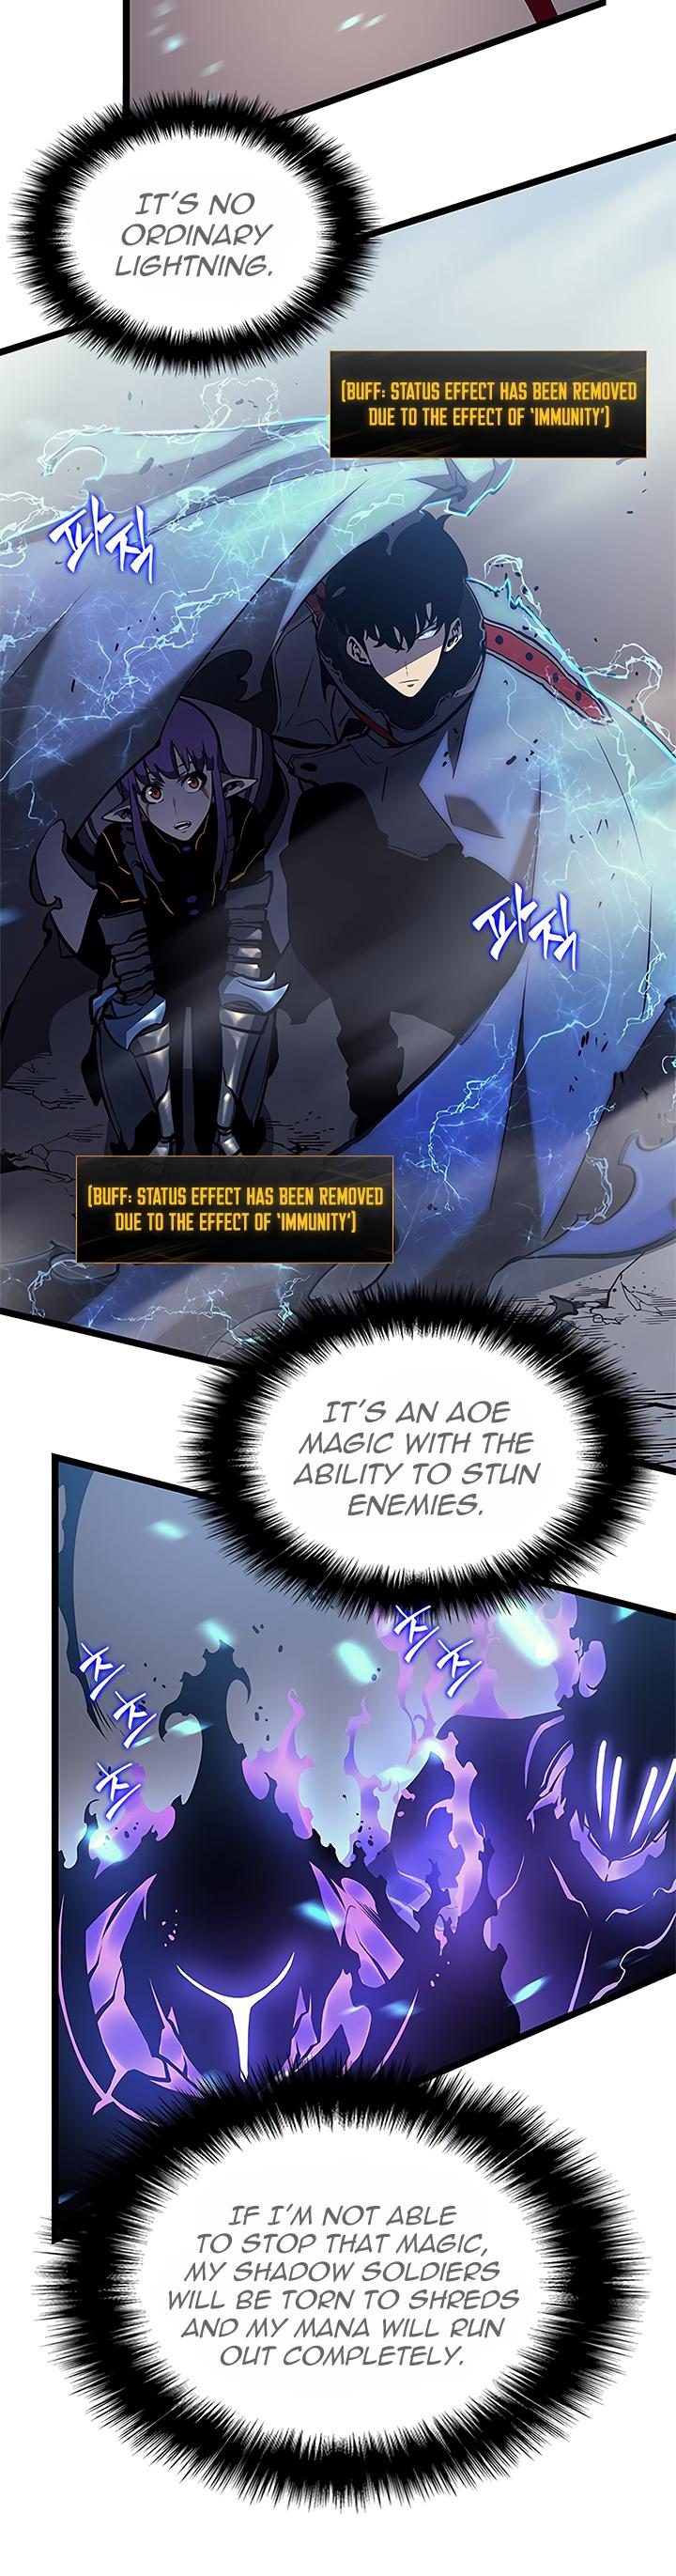 IT'S NO
ORDINARY
LIGHTNING.
(BUFF: STATUS EFFECT HAS BEEN REMOVED
DUE TO THE EFFECT OF 'IMMUNITY')
파직
파직
(BUFF: STATUS EFFECT HAS BEEN REMOVED
DUE TO THE EFFECT OF 'IMMUNITY')
IT'S AN AOE
MAGIC WITH THE
ABILITY TO STUN
ENEMIES.
츠츠
츠츠츠
IF I'M NOT ABLE
TO STOP THAT MAGIC,
MY SHADOW SOLDIERS
WILL BE TORN TO SHREDS
AND MY MANA WILL RUN
OUT COMPLETELY.